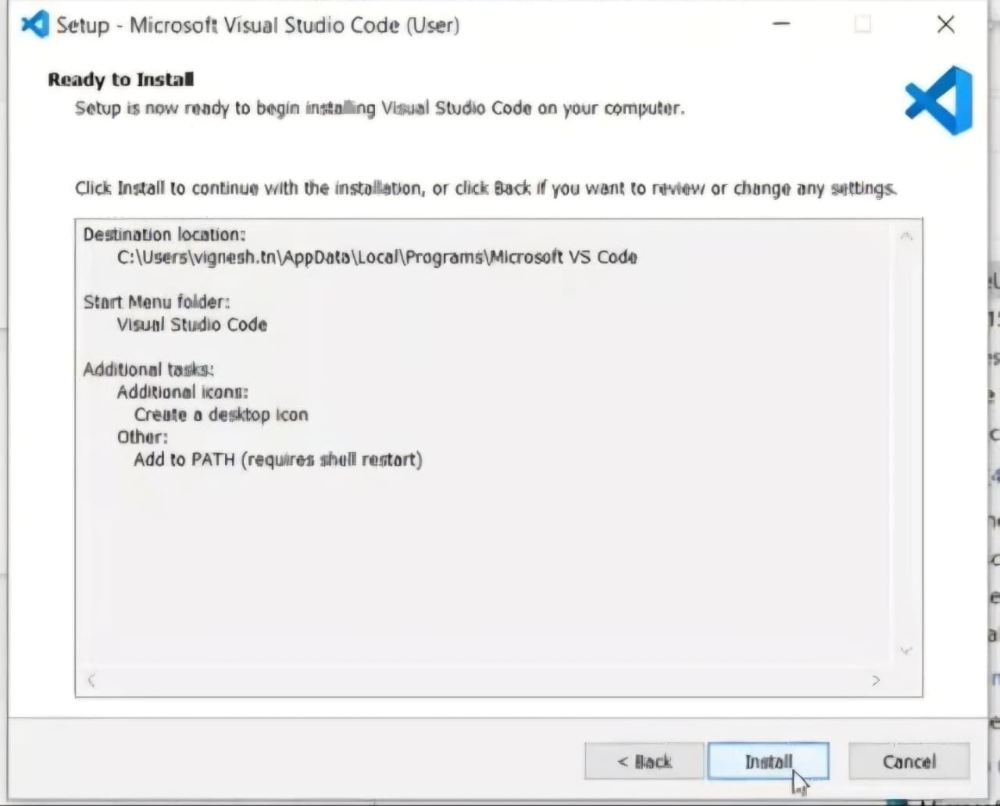 Setup - Microsoft Visual Studio Code (User)
Ready to Install
Setup is now ready to begin installing Visual Studio Code on your computer.
Click Install to continue with the installation, or click Back if you want to review or change any settings.
Destination location:
C:\Users\vignesh.tn\AppData\Local\Programs\Microsoft VS Code
Start Menu folder:
Visual Studio Code
Additional tasks:
Additional icons:
Create a desktop icon
Other:
Add to PATH (requires shell restart)
< Back
Install
Cancel